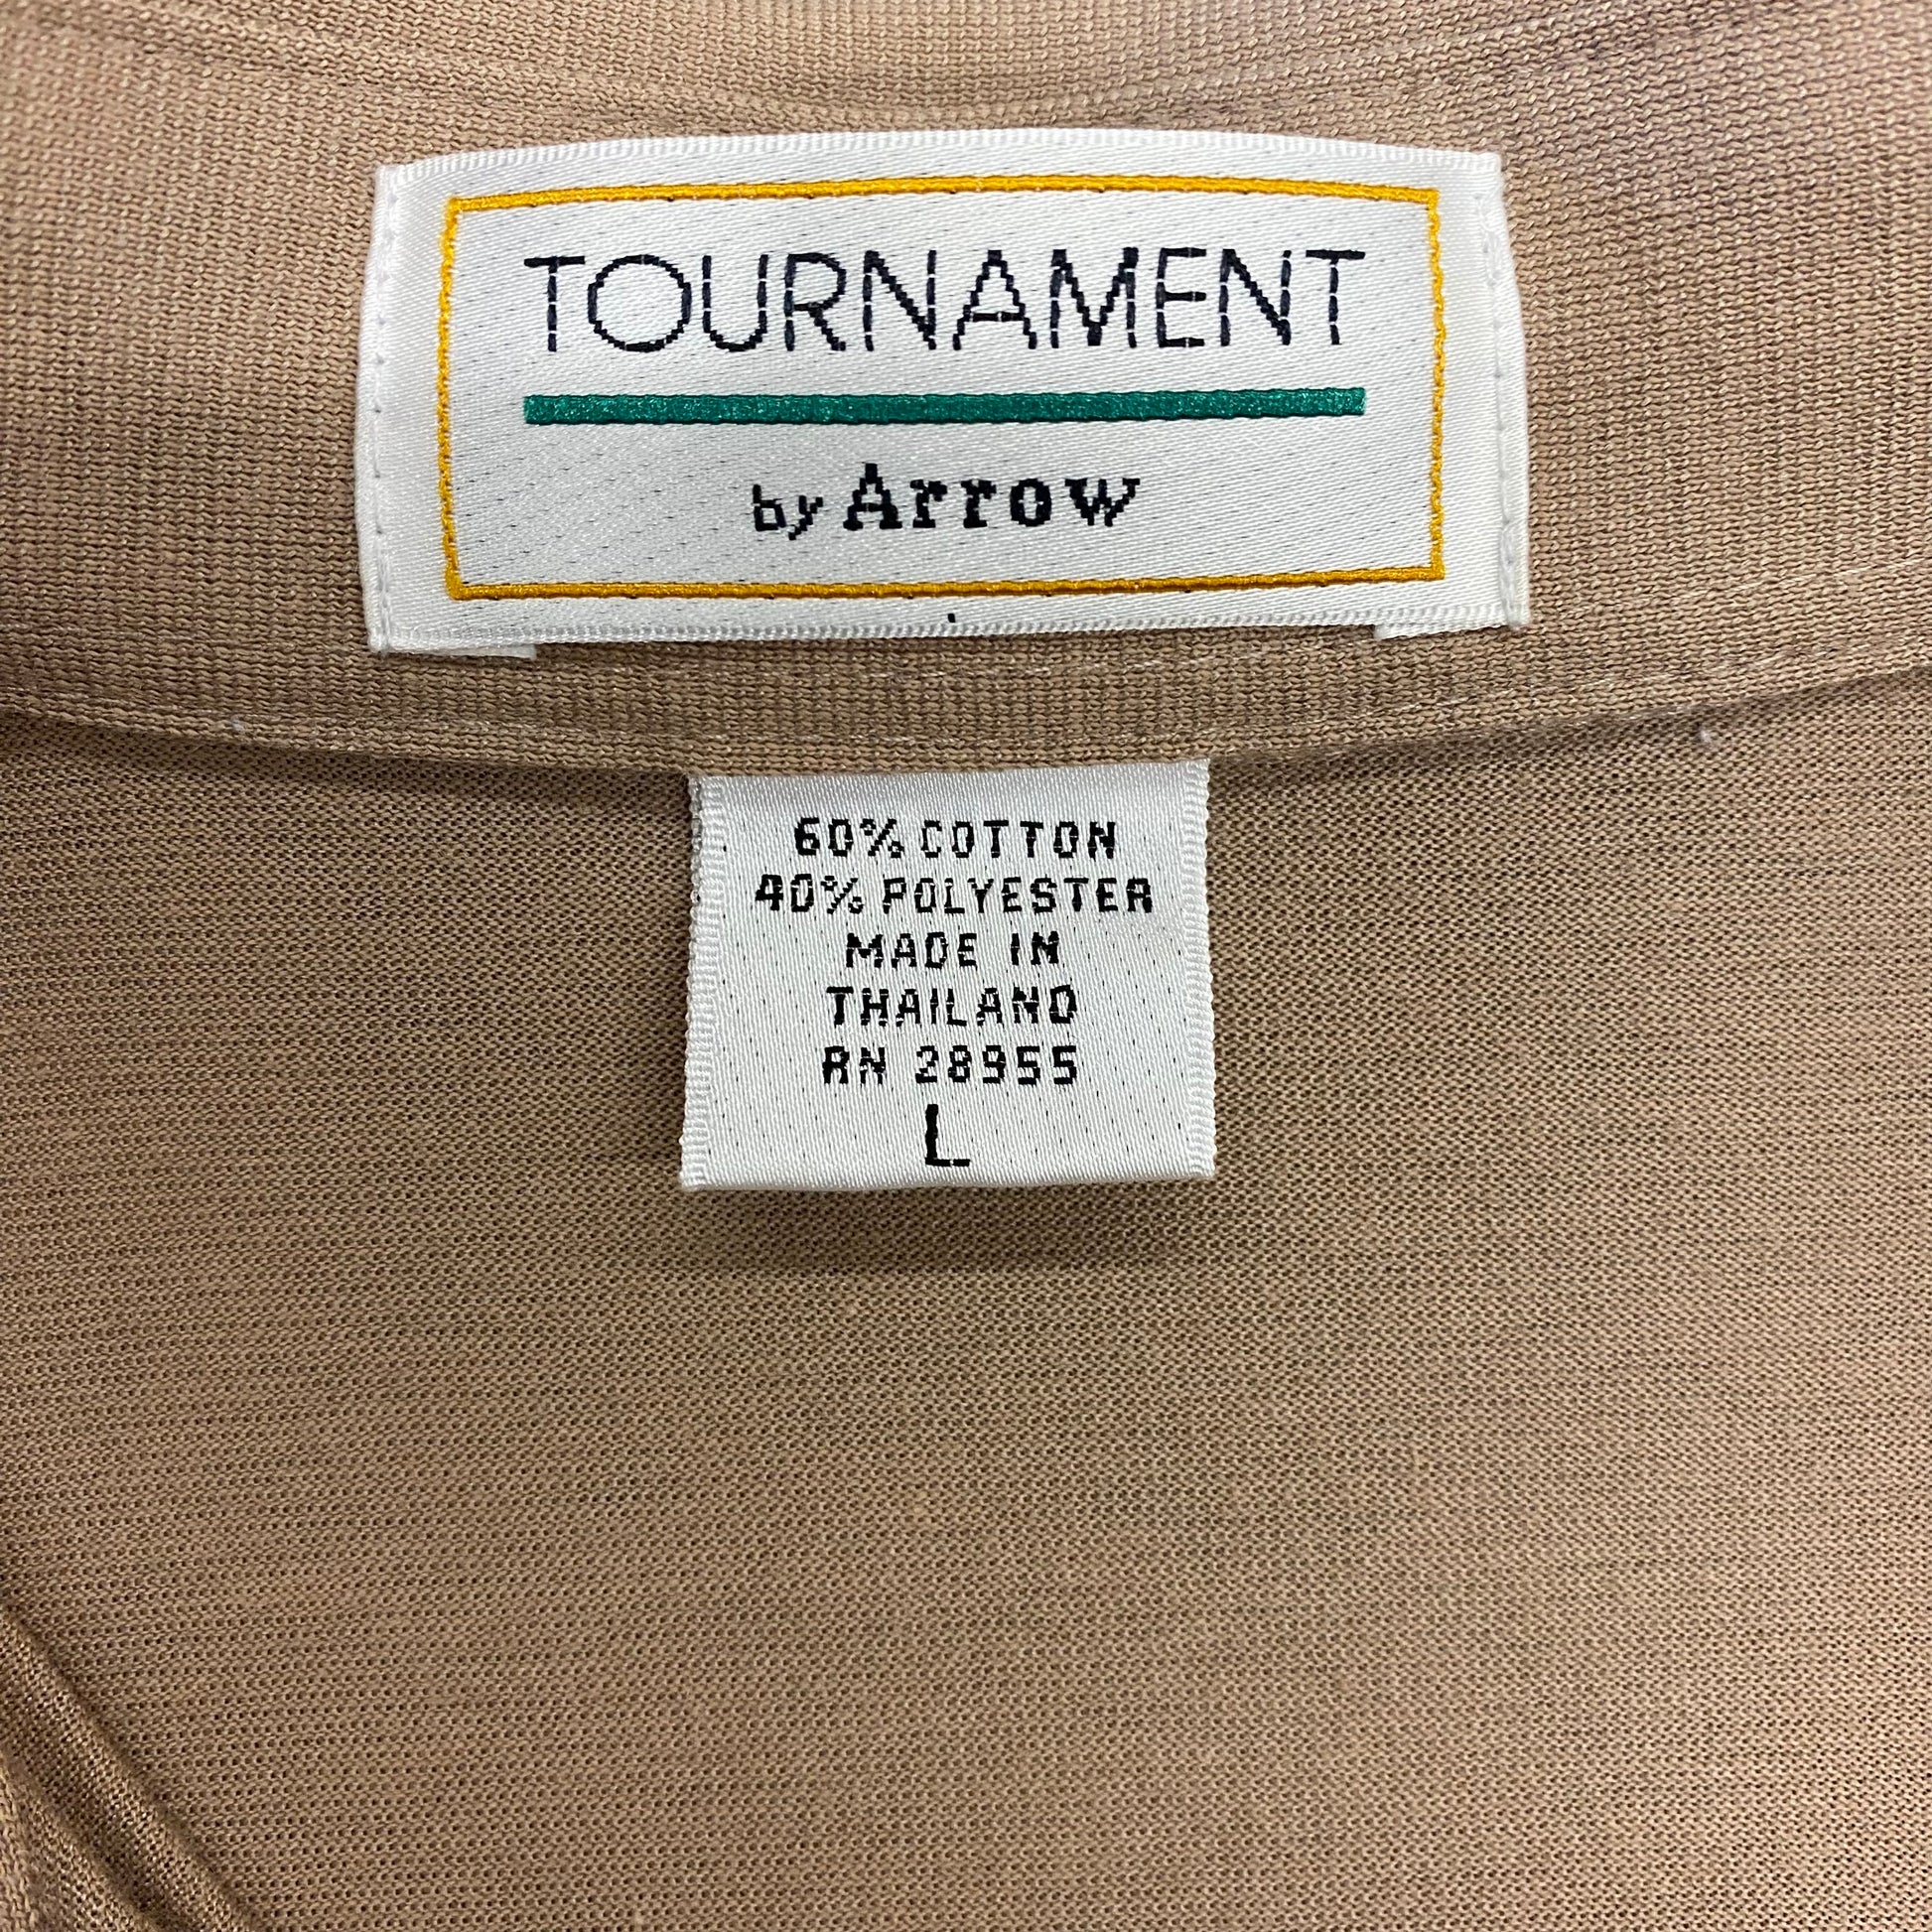 TOURNAMENT
by Arrow
60% COTTON
40% POLYESTER
MADE IN
THAILAND
RN 28955
L